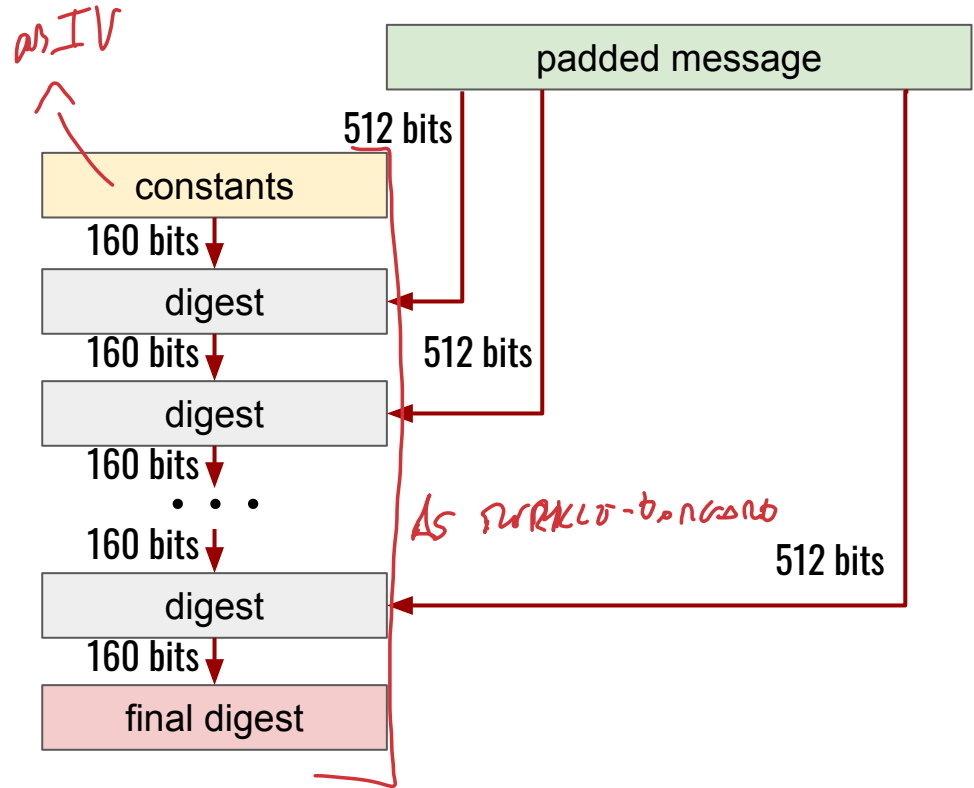 as IV
padded message
512 bits
constants
160 bits
digest
160 bits
512 bits
digest
160 bits
. . .
As MERKLE-DAMGARD
160 bits
512 bits
digest
160 bits
final digest